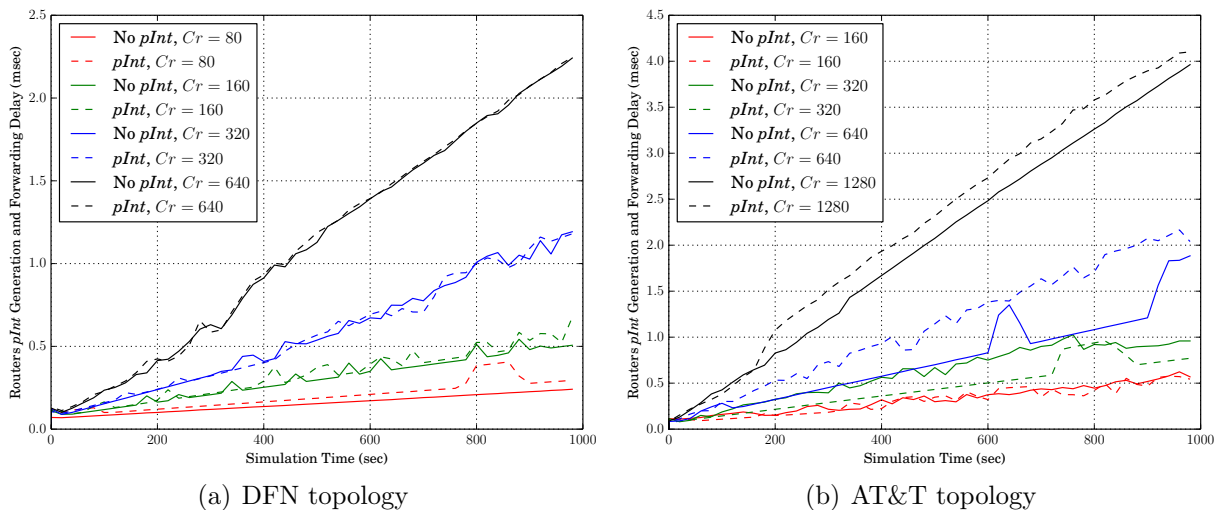 2.5
2.0
1.5
1.0
0.5
0.0
0
200
400
600
800
1000
Routers pInt Generation and Forwarding Delay (msec)
Simulation Time (sec)
No pInt, Cr = 80
pInt, Cr = 80
No pInt, Cr = 160
pInt, Cr = 160
No pInt, Cr = 320
pInt, Cr = 320
No pInt, Cr = 640
pInt, Cr = 640
(a) DFN topology
4.5
4.0
3.5
3.0
2.5
2.0
1.5
1.0
0.5
0.0
0
200
400
600
800
1000
Routers pInt Generation and Forwarding Delay (msec)
Simulation Time (sec)
No pInt, Cr = 160
pInt, Cr = 160
No pInt, Cr = 320
pInt, Cr = 320
No pInt, Cr = 640
pInt, Cr = 640
No pInt, Cr = 1280
pInt, Cr = 1280
(b) AT&T topology